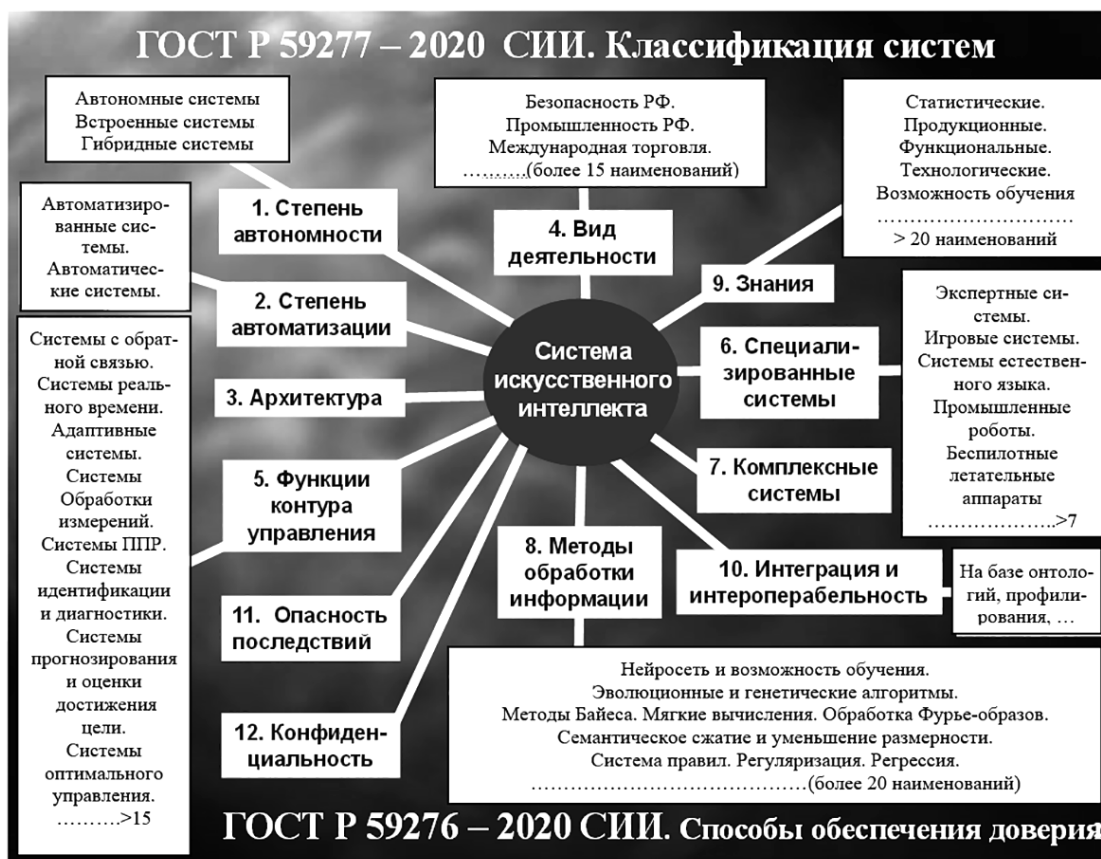 ГОСТ Р 59277 – 2020 СИИ. Классификация систем
Автономные системы
Встроенные системы
Гибридные системы
Безопасность РФ.
Промышленность РФ.
Международная торговля.
……….(более 15 наименований)
Статистические.
Продукционные.
Функциональные.
Технологические.
Возможность обучения
…………………………
> 20 наименований
Автоматизиро-
ванные сис-
темы.
Автоматичес-
кие системы.
1. Степень
автономности
4. Вид
деятельности
9. Знания
2. Степень
автоматизации
Система
искусственного
интеллекта
6. Специали-
зированные
системы
Экспертные си-
стемы.
Игровые системы.
Системы естествен-
ного языка.
Промышленные
роботы.
Беспилотные
летательные
аппараты
………………..>7
Системы с обрат-
ной связью.
Системы реаль-
ного времени.
Адаптивные
системы.
Системы
Обработки
измерений.
Системы ППР.
Системы
идентификации
и диагностики.
Системы
прогнозирования
и оценки
достижения
цели.
Системы
оптимального
управления.
……….>15
3. Архитектура
5. Функции
контура
управления
7. Комплексные
системы
8. Методы
обработки
информации
10. Интеграция и
интероперабельность
На базе онтоло-
гий, профили-
рования, …
11. Опасность
последствий
12. Конфиден-
циальность
Нейросеть и возможность обучения.
Эволюционные и генетические алгоритмы.
Методы Байеса. Мягкие вычисления. Обработка Фурье-образов.
Семантическое сжатие и уменьшение размерности.
Система правил. Регуляризация. Регрессия.
……………………………………(более 20 наименований)
ГОСТ Р 59276 – 2020 СИИ. Способы обеспечения доверия